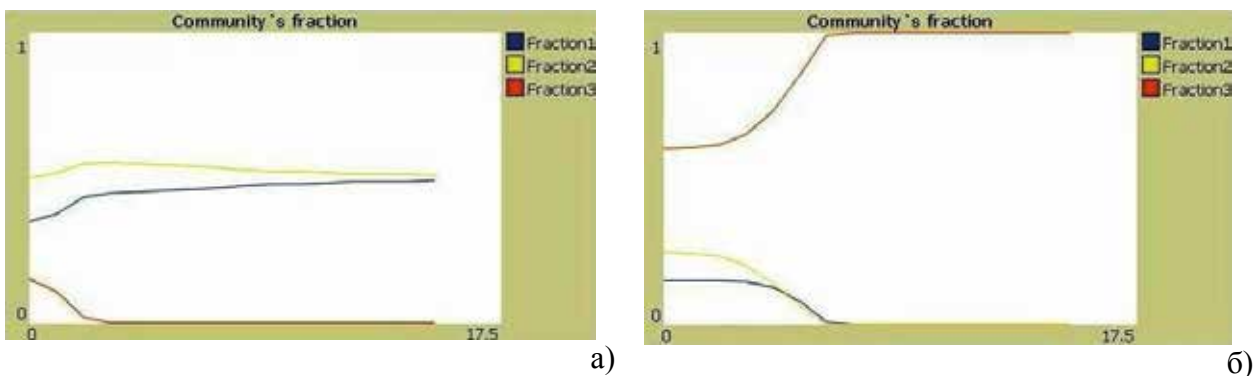 Community`s fraction
1
0
0
17.5
Fraction1
Fraction2
Fraction3
а)
Community`s fraction
1
0
0
17.5
Fraction1
Fraction2
Fraction3
б)